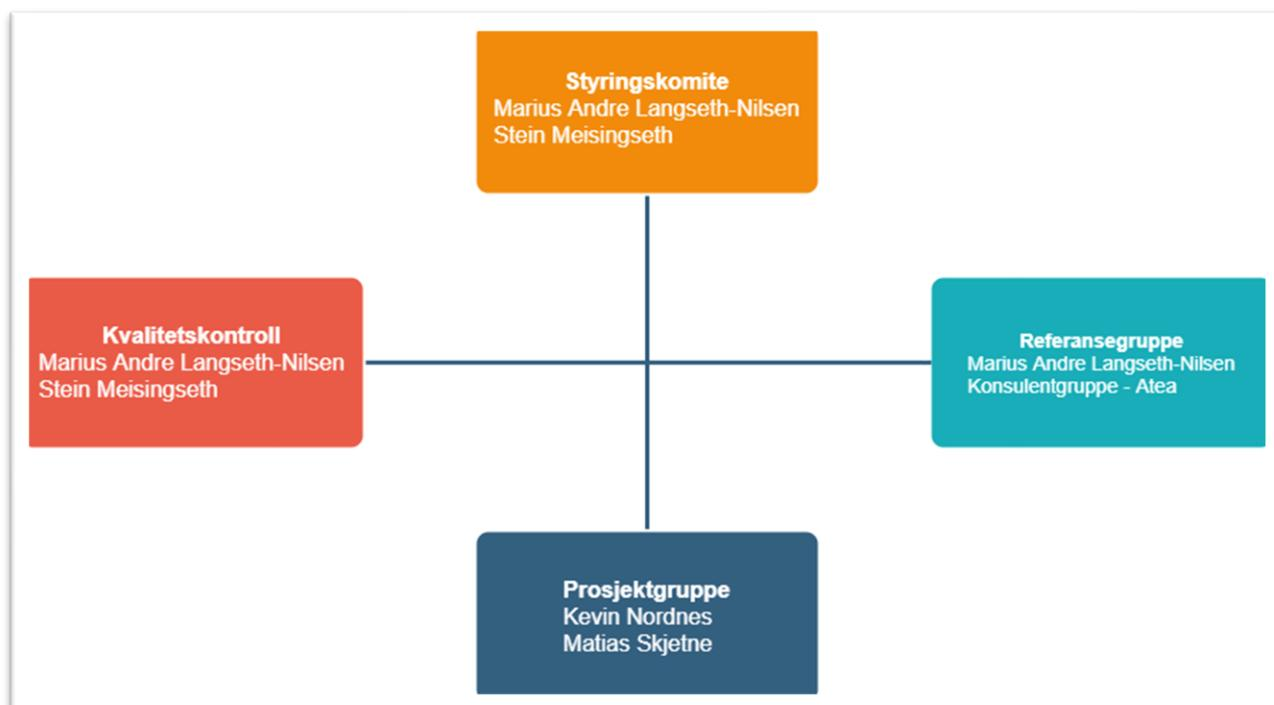 Styringskomite
Marius Andre Langseth-Nilsen
Stein Meisingseth
Kvalitetskontroll
Marius Andre Langseth-Nilsen
Stein Meisingseth
Referansegruppe
Marius Andre Langseth-Nilsen
Konsulentgruppe - Atea
Prosjektgruppe
Kevin Nordnes
Matias Skjetne